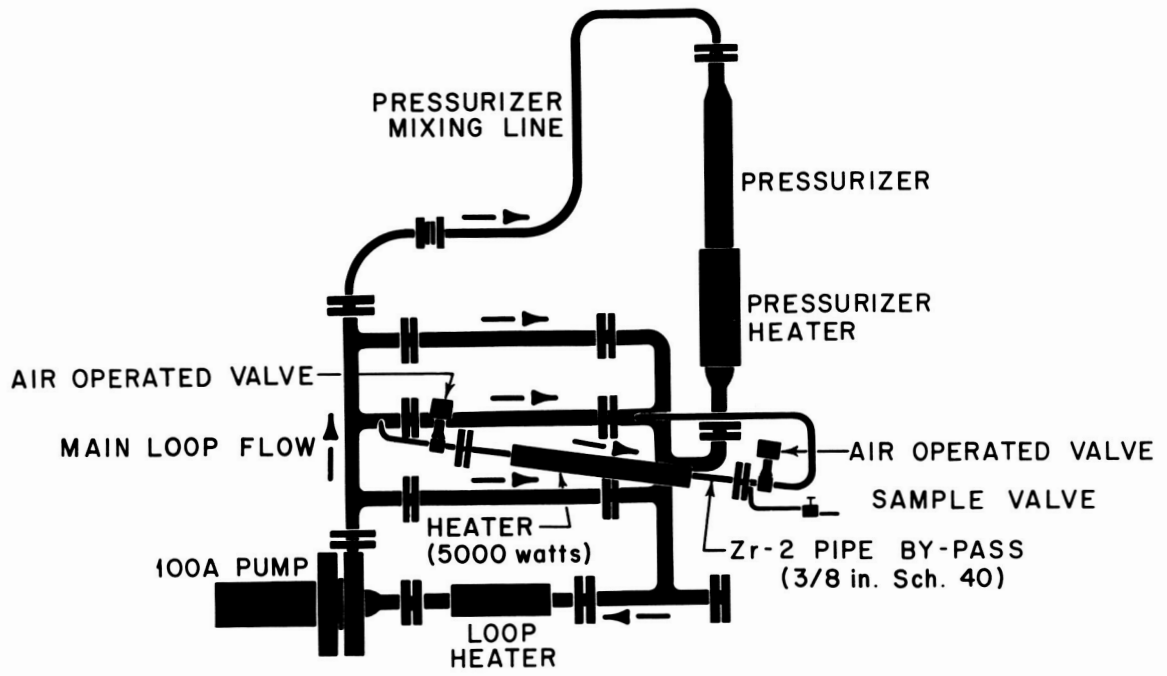 PRESSURIZER
MIXING LINE
PRESSURIZER
PRESSURIZER
HEATER
AIR OPERATED VALVE
MAIN LOOP FLOW
AIR OPERATED VALVE
SAMPLE VALVE
HEATER
(5000 watts)
Zr-2 PIPE BY-PASS
(3/8 in. Sch. 40)
100A PUMP
LOOP
HEATER